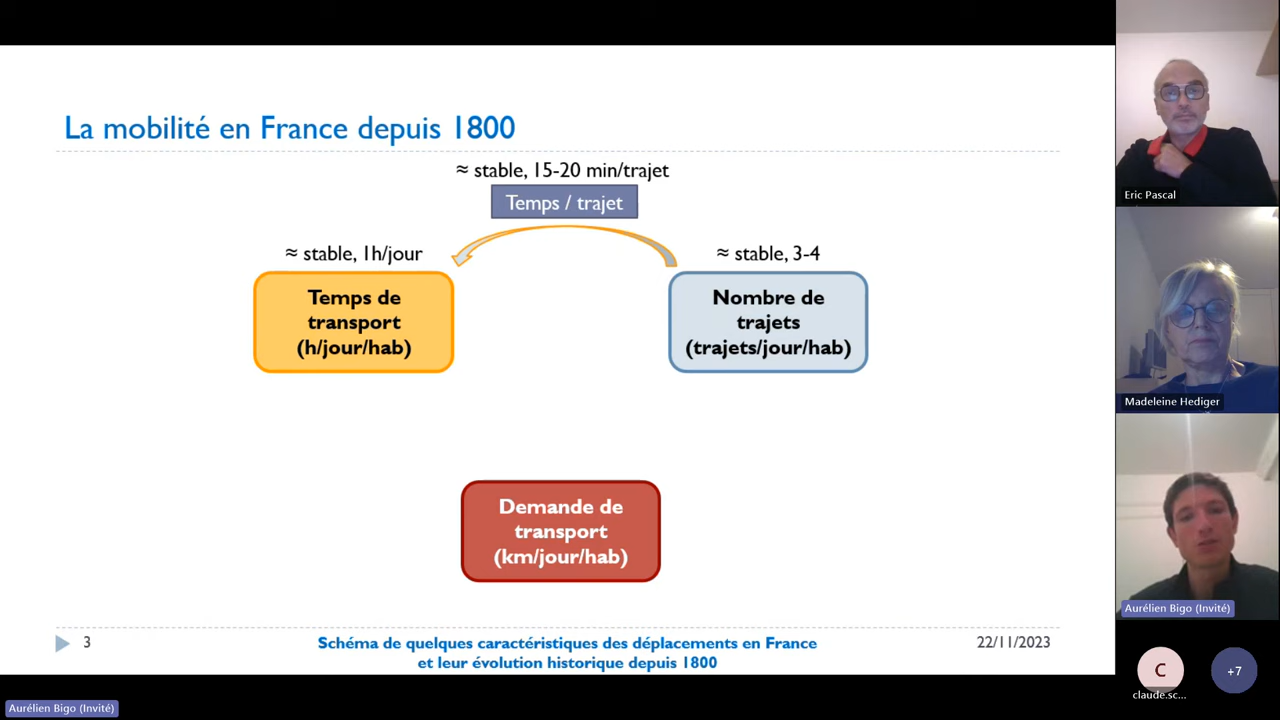 La mobilité en France depuis 1800
≈ stable, 15-20 min/trajet
Temps / trajet
≈ stable, 1h/jour
≈ stable, 3-4
Temps de
transport
(h/jour/hab)
Nombre de
trajets
(trajets/jour/hab)
Demande de
transport
(km/jour/hab)
3
Schéma de quelques caractéristiques des déplacements en France
et leur évolution historique depuis 1800
22/11/2023
Aurélien Bigo (Invité)
Eric Pascal
Madeleine Hediger
Aurélien Bigo (Invité)
C
claude.sc...
+7